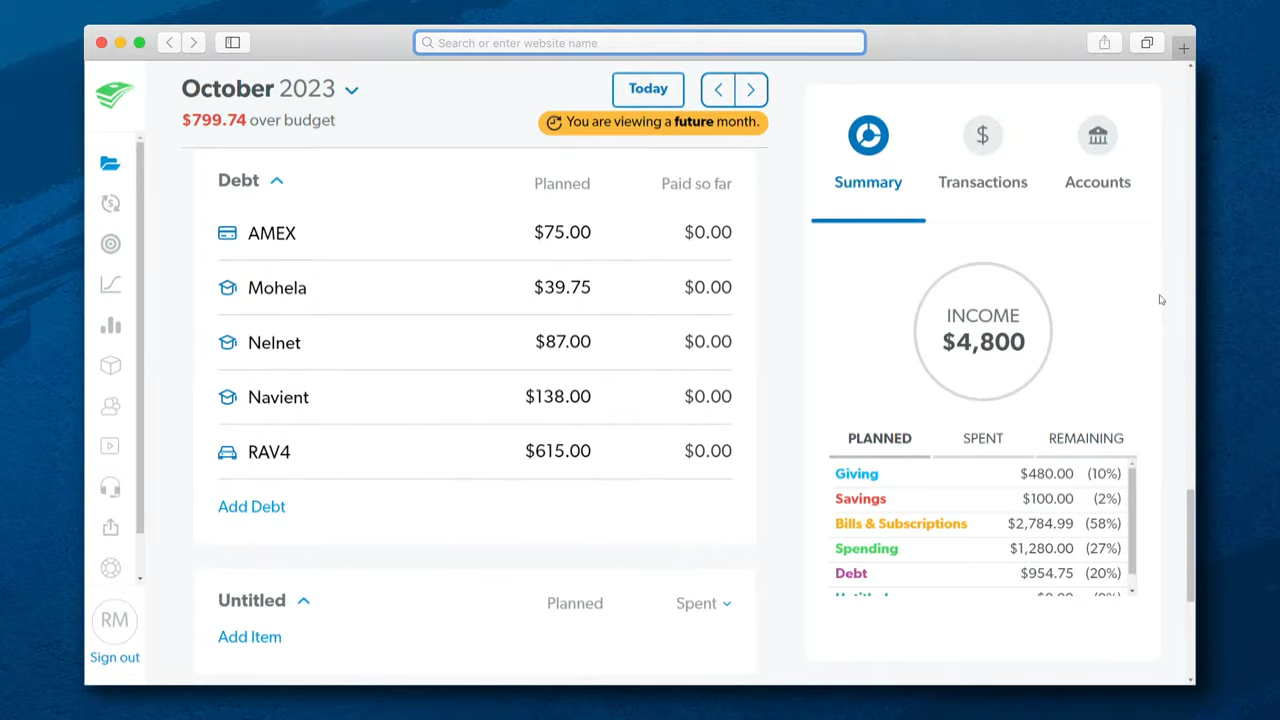 Search or enter website name
October 2023
$799.74 over budget
Today
You are viewing a future month.
Debt Planned Paid so far
AMEX $75.00 $0.00
Mohela $39.75 $0.00
Nelnet $87.00 $0.00
Navient $138.00 $0.00
RAV4 $615.00 $0.00
Add Debt
Untitled Planned Spent
Add Item
RM
Sign out
Summary Transactions Accounts
INCOME
$4,800
PLANNED SPENT REMAINING
Giving $480.00 (10%)
Savings $100.00 (2%)
Bills & Subscriptions $2,784.99 (58%)
Spending $1,280.00 (27%)
Debt $954.75 (20%)